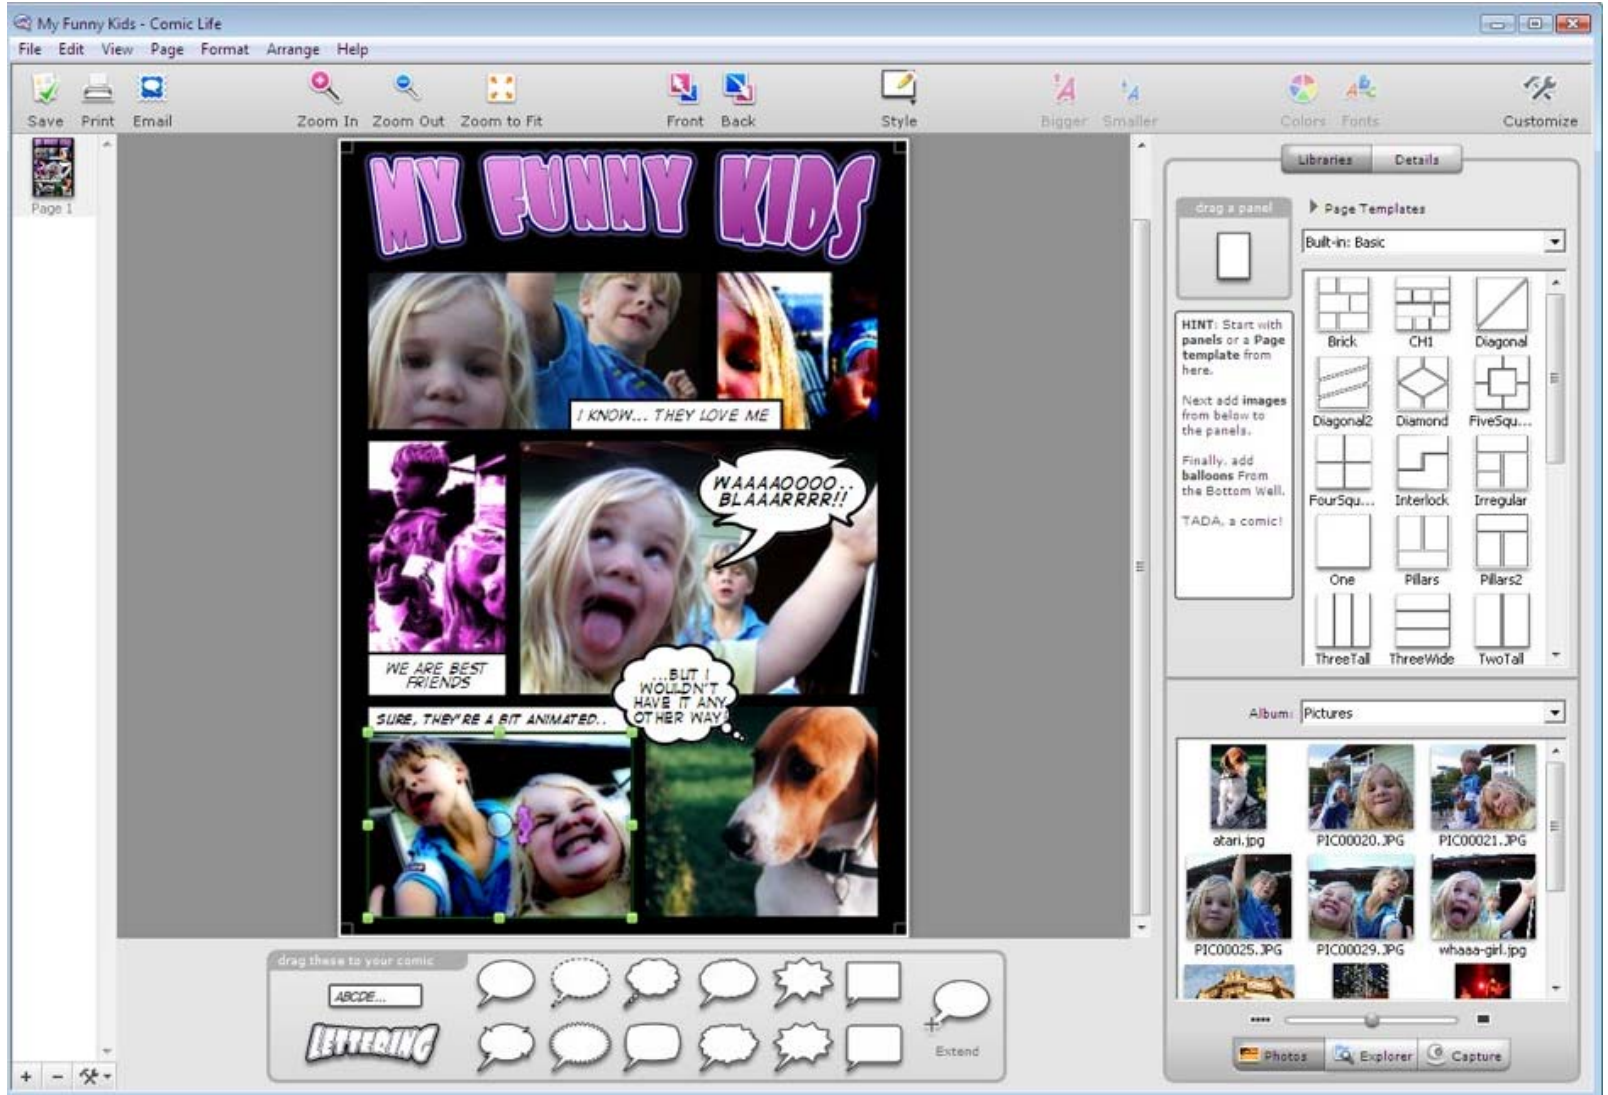 My Funny Kids - Comic Life
File Edit View Page Format Arrange Help
Save Print Email Zoom In Zoom Out Zoom to Fit Front Back Style Bigger Smaller Colors Fonts Customize
Page 1
MY FUNNY KIDS
I KNOW... THEY LOVE ME
WAAAAOOOO..
BLAAARRRR!!
WE ARE BEST
FRIENDS
...BUT I
WOULDN'T
HAVE IT ANY
OTHER WAY!
SURE, THEY'RE A BIT ANIMATED..
drag these to your comic
ABCDE...
LETTERING
Extend
Libraries Details
drag a panel
Page Templates
Built-in: Basic
HINT: Start with
panels or a Page
template from
here.
Next add images
from below to
the panels.
Finally, add
balloons From
the Bottom Well.
TADA, a comic!
Brick CH1 Diagonal
Diagonal2 Diamond FiveSqu...
FourSqu... Interlock Irregular
One Pillars Pillars2
ThreeTall ThreeWide TwoTall
Album: Pictures
atari.jpg PIC00020.JPG PIC00021.JPG
PIC00025.JPG PIC00029.JPG whaaa-girl.jpg
Photos Explorer Capture